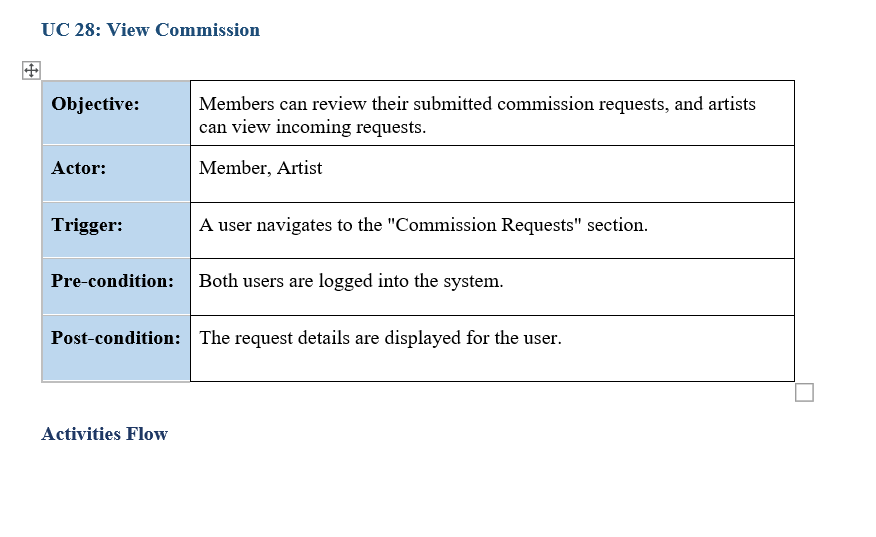 UC 28: View Commission
Objective:
Members can review their submitted commission requests, and artists
can view incoming requests.
Actor:
Member, Artist
Trigger:
A user navigates to the "Commission Requests" section.
Pre-condition:
Both users are logged into the system.
Post-condition:
The request details are displayed for the user.
Activities Flow